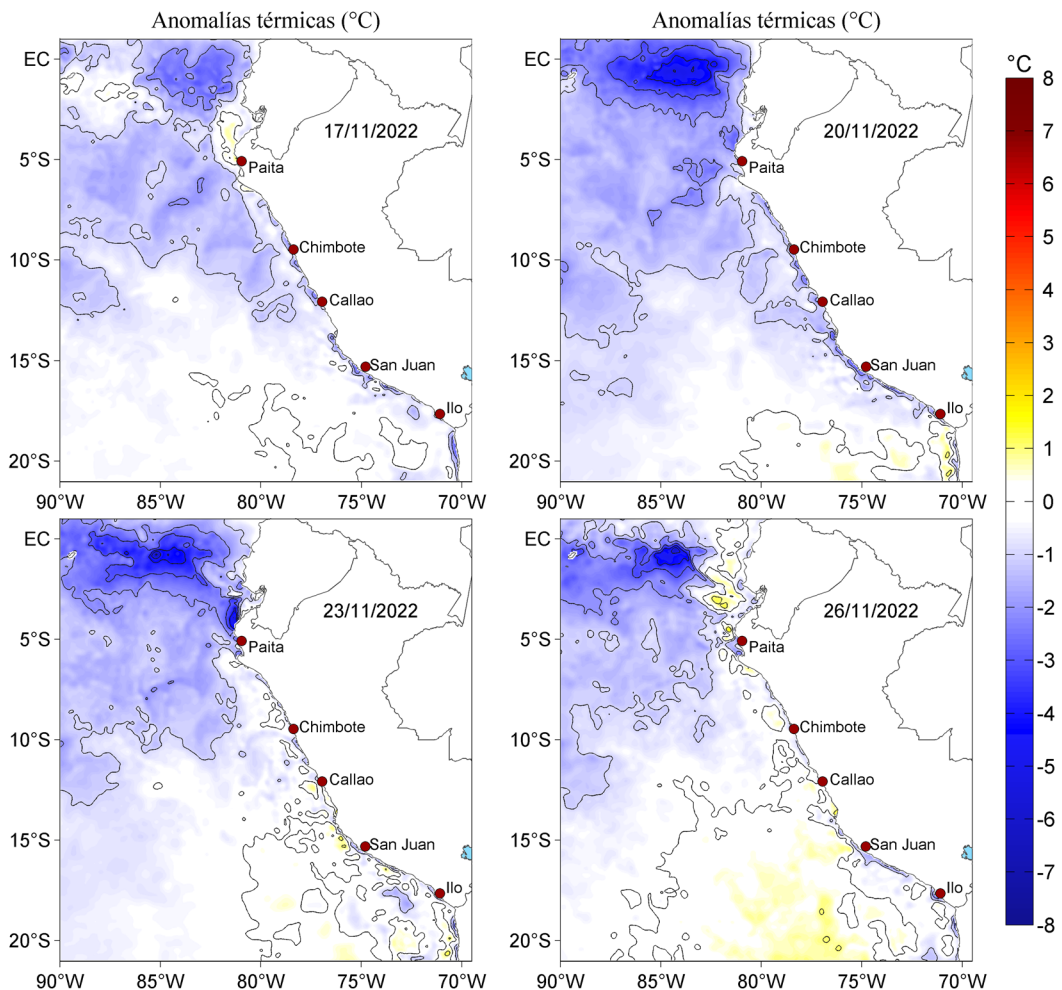 Anomalías térmicas (°C)
Anomalías térmicas (°C)
°C
8
7
6
5
4
3
2
1
0
-1
-2
-3
-4
-5
-6
-7
-8
EC
5°S
10°S
15°S
20°S
90°W
85°W
80°W
75°W
70°W
17/11/2022
Paita
Chimbote
Callao
San Juan
Ilo
EC
5°S
10°S
15°S
20°S
90°W
85°W
80°W
75°W
70°W
20/11/2022
Paita
Chimbote
Callao
San Juan
Ilo
EC
5°S
10°S
15°S
20°S
90°W
85°W
80°W
75°W
70°W
23/11/2022
Paita
Chimbote
Callao
San Juan
Ilo
EC
5°S
10°S
15°S
20°S
90°W
85°W
80°W
75°W
70°W
26/11/2022
Paita
Chimbote
Callao
San Juan
Ilo